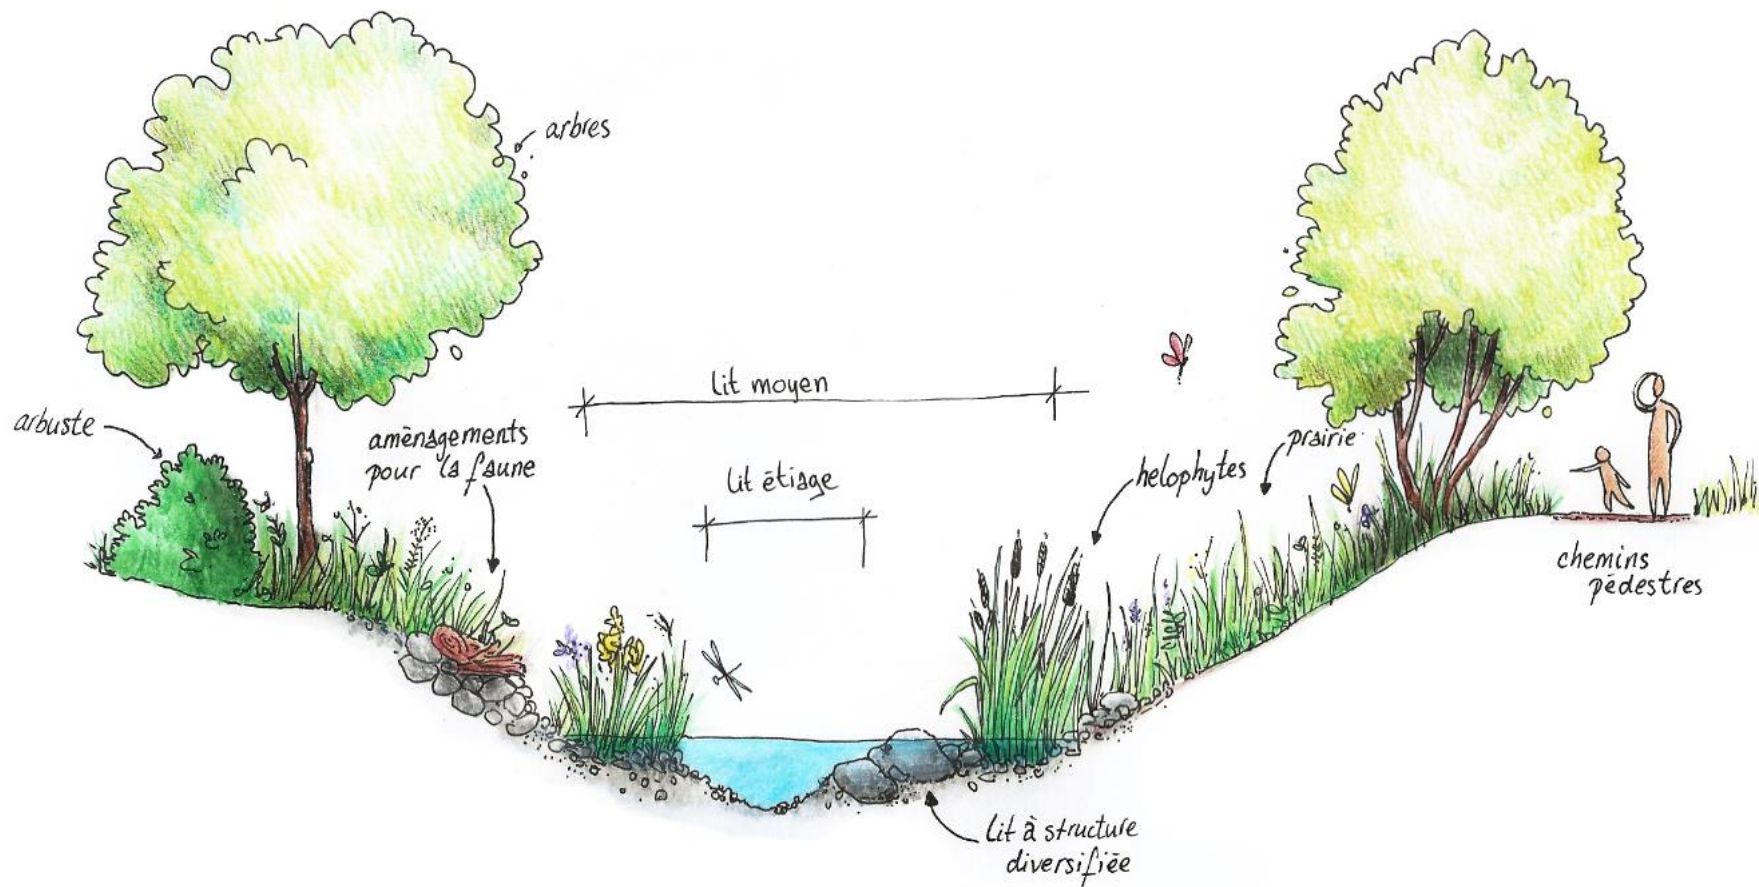 arbres
lit moyen
arbuste
aménagements
pour la faune
prairie
helophytes
lit étiage
chemins
pédestres
lit à structure
diversifiée